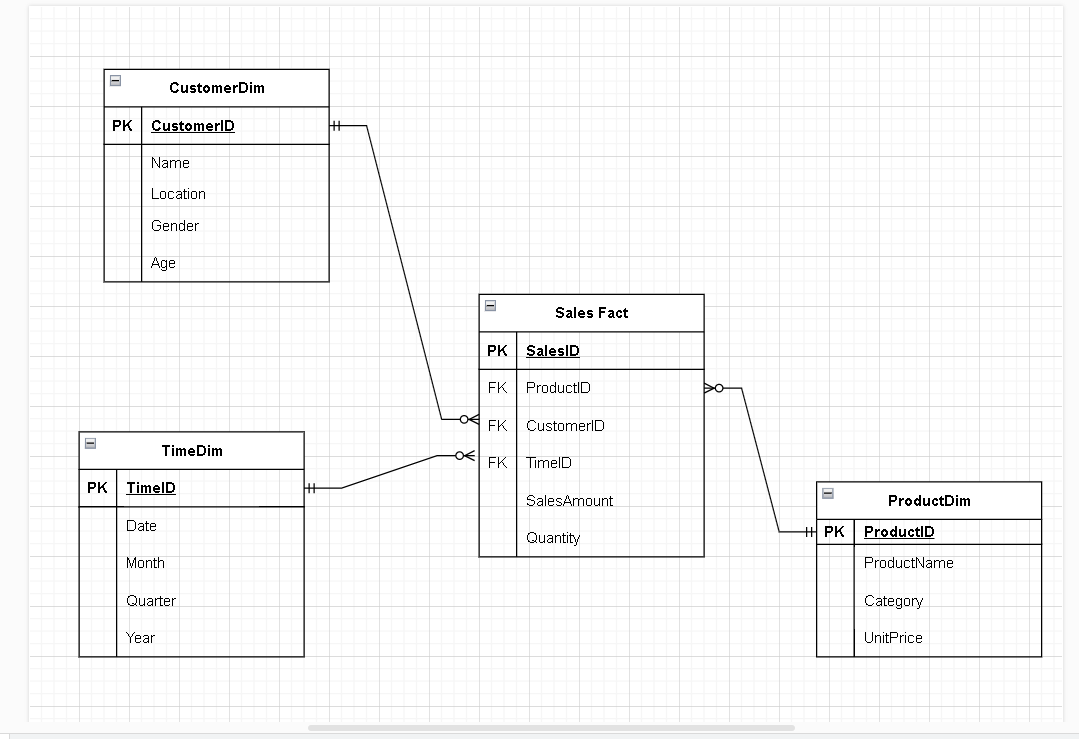 CustomerDim
PK CustomerID
Name
Location
Gender
Age
Sales Fact
PK SalesID
FK ProductID
FK CustomerID
FK TimeID
SalesAmount
Quantity
TimeDim
PK TimeID
Date
Month
Quarter
Year
ProductDim
PK ProductID
ProductName
Category
UnitPrice